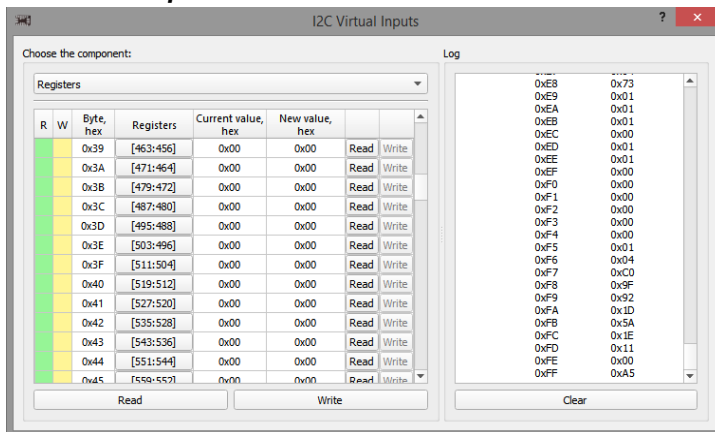 I2C Virtual Inputs
? ×
Choose the component:
Registers
R W Byte, hex Registers Current value, hex New value, hex
0x39 [463:456] 0x00 0x00 Read Write
0x3A [471:464] 0x00 0x00 Read Write
0x3B [479:472] 0x00 0x00 Read Write
0x3C [487:480] 0x00 0x00 Read Write
0x3D [495:488] 0x00 0x00 Read Write
0x3E [503:496] 0x00 0x00 Read Write
0x3F [511:504] 0x00 0x00 Read Write
0x40 [519:512] 0x00 0x00 Read Write
0x41 [527:520] 0x00 0x00 Read Write
0x42 [535:528] 0x00 0x00 Read Write
0x43 [543:536] 0x00 0x00 Read Write
0x44 [551:544] 0x00 0x00 Read Write
0x45 [559:552] 0x00 0x00 Read Write
Read Write
Log
0xE8 0x73
0xE9 0x01
0xEA 0x01
0xEB 0x01
0xEC 0x00
0xED 0x01
0xEE 0x01
0xEF 0x00
0xF0 0x00
0xF1 0x00
0xF2 0x00
0xF3 0x00
0xF4 0x00
0xF5 0x01
0xF6 0x04
0xF7 0xC0
0xF8 0x9F
0xF9 0x92
0xFA 0x1D
0xFB 0x5A
0xFC 0x1E
0xFD 0x11
0xFE 0x00
0xFF 0xA5
Clear